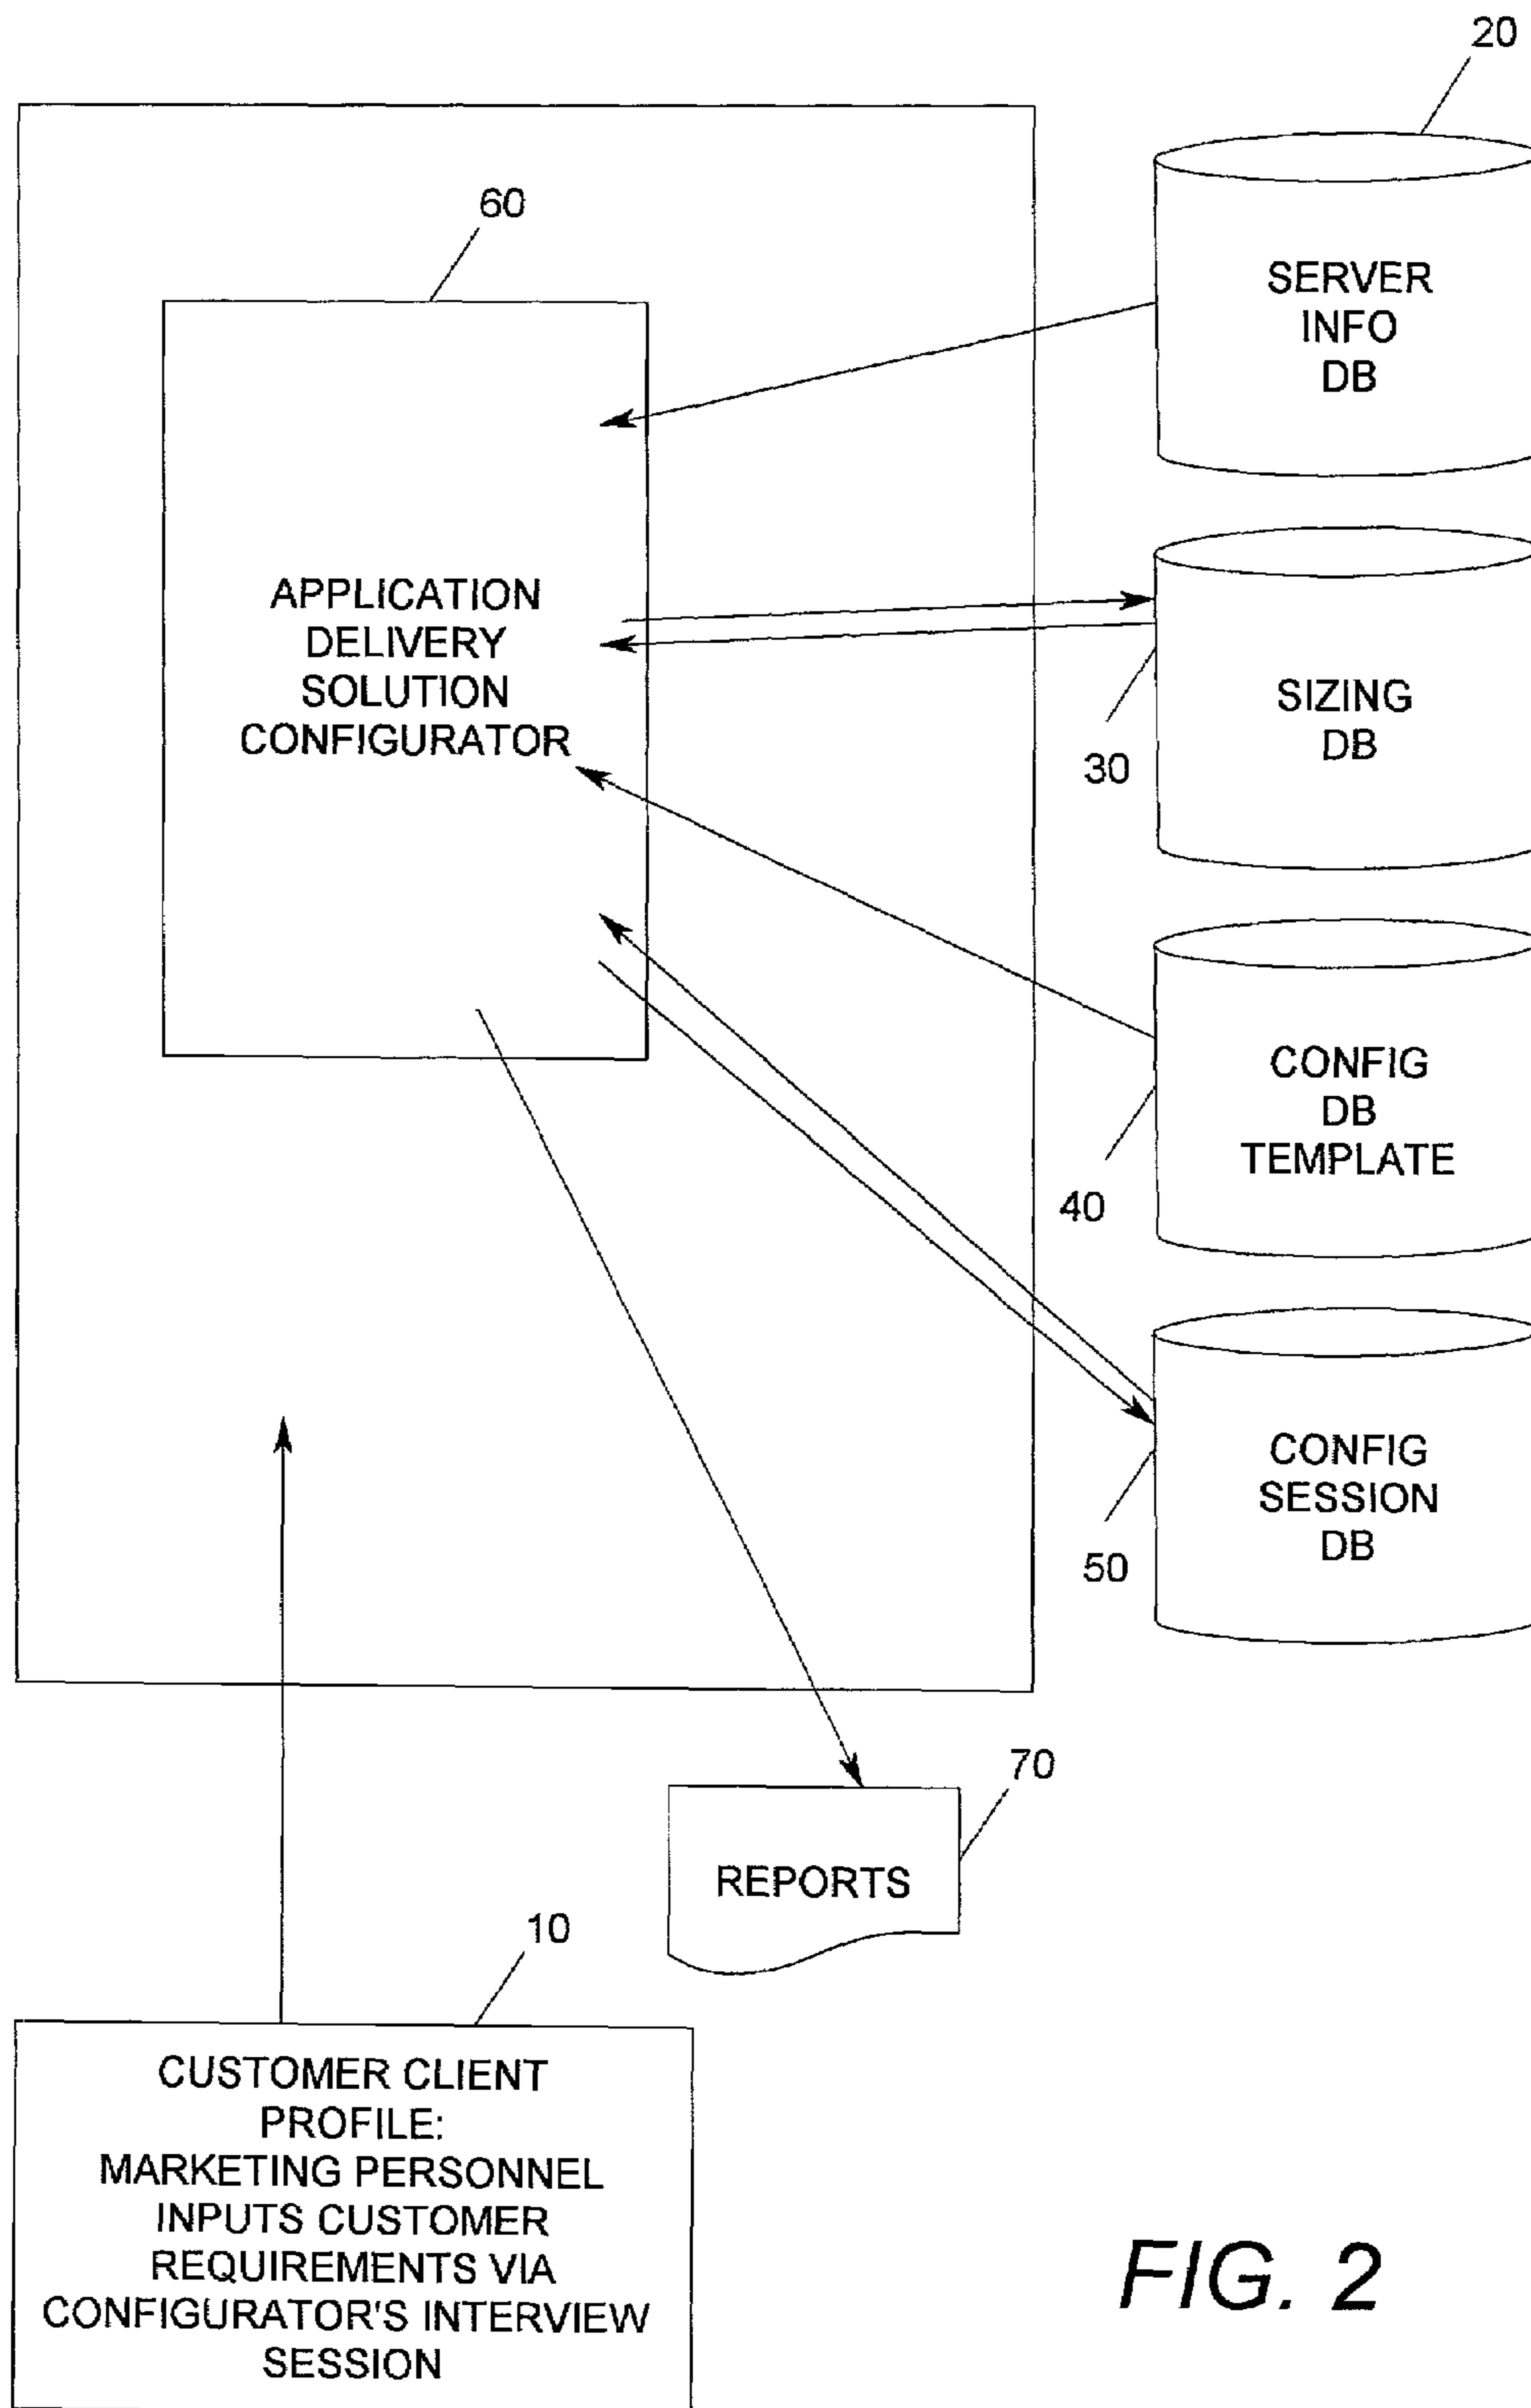 20
SERVER
INFO
DB
60
APPLICATION
DELIVERY
SOLUTION
CONFIGURATOR
SIZING
DB
30
CONFIG
DB
TEMPLATE
40
CONFIG
SESSION
DB
50
70
REPORTS
10
CUSTOMER CLIENT
PROFILE:
MARKETING PERSONNEL
INPUTS CUSTOMER
REQUIREMENTS VIA
CONFIGURATOR'S INTERVIEW
SESSION
FIG. 2